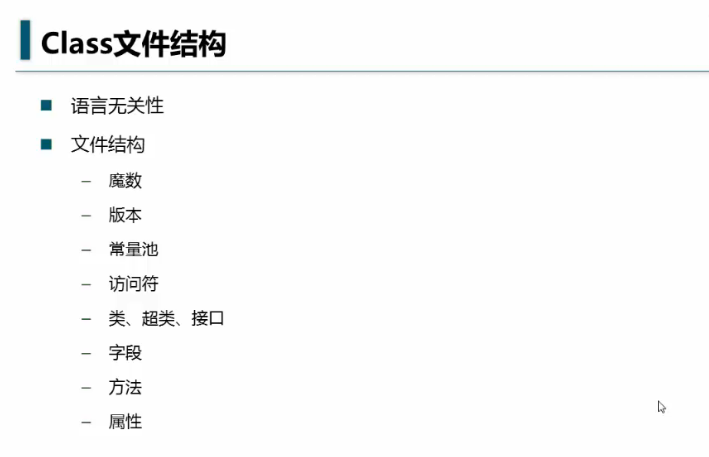 Class文件结构
语言无关性
文件结构
– 魔数
– 版本
– 常量池
– 访问符
– 类、超类、接口
– 字段
– 方法
– 属性